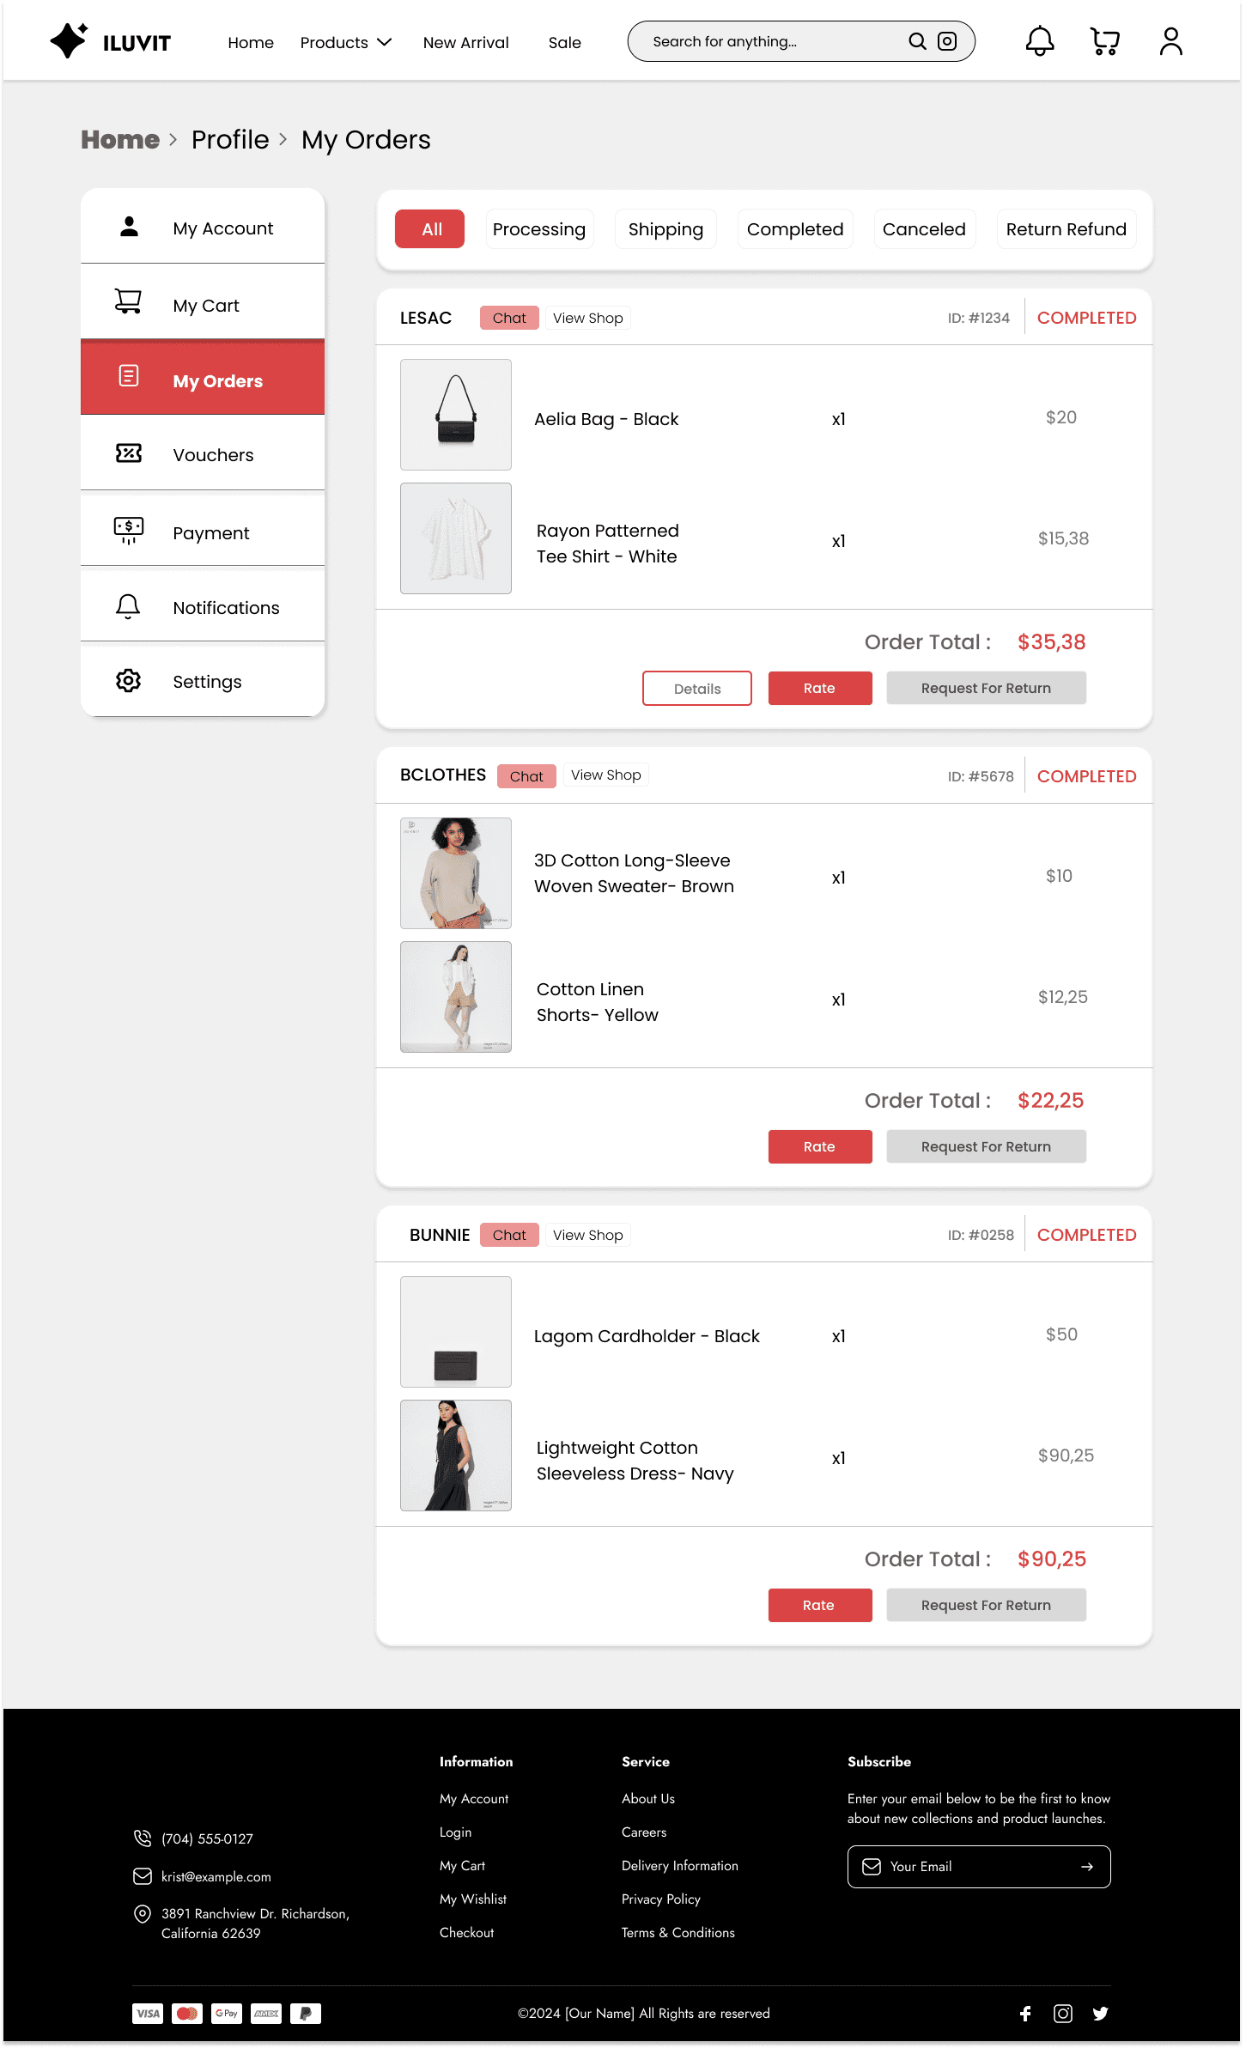 ILUVIT
Home
Products
New Arrival
Sale
Search for anything...
Home > Profile > My Orders
My Account
My Cart
My Orders
Vouchers
Payment
Notifications
Settings
All
Processing
Shipping
Completed
Canceled
Return Refund
LESAC
Chat
View Shop
ID: #1234
COMPLETED
Aelia Bag - Black
x1
$20
Rayon Patterned
Tee Shirt - White
x1
$15,38
Order Total :
$35,38
Details
Rate
Request For Return
BCLOTHES
Chat
View Shop
ID: #5678
COMPLETED
3D Cotton Long-Sleeve
Woven Sweater- Brown
x1
$10
Cotton Linen
Shorts- Yellow
x1
$12,25
Order Total :
$22,25
Rate
Request For Return
BUNNIE
Chat
View Shop
ID: #0258
COMPLETED
Lagom Cardholder - Black
x1
$50
Lightweight Cotton
Sleeveless Dress- Navy
x1
$90,25
Order Total :
$90,25
Rate
Request For Return
(704) 555-0127
krist@example.com
3891 Ranchview Dr. Richardson,
California 62639
Information
My Account
Login
My Cart
My Wishlist
Checkout
Service
About Us
Careers
Delivery Information
Privacy Policy
Terms & Conditions
Subscribe
Enter your email below to be the first to know
about new collections and product launches.
Your Email
VISA
G Pay
AMEX
©2024 [Our Name] All Rights are reserved